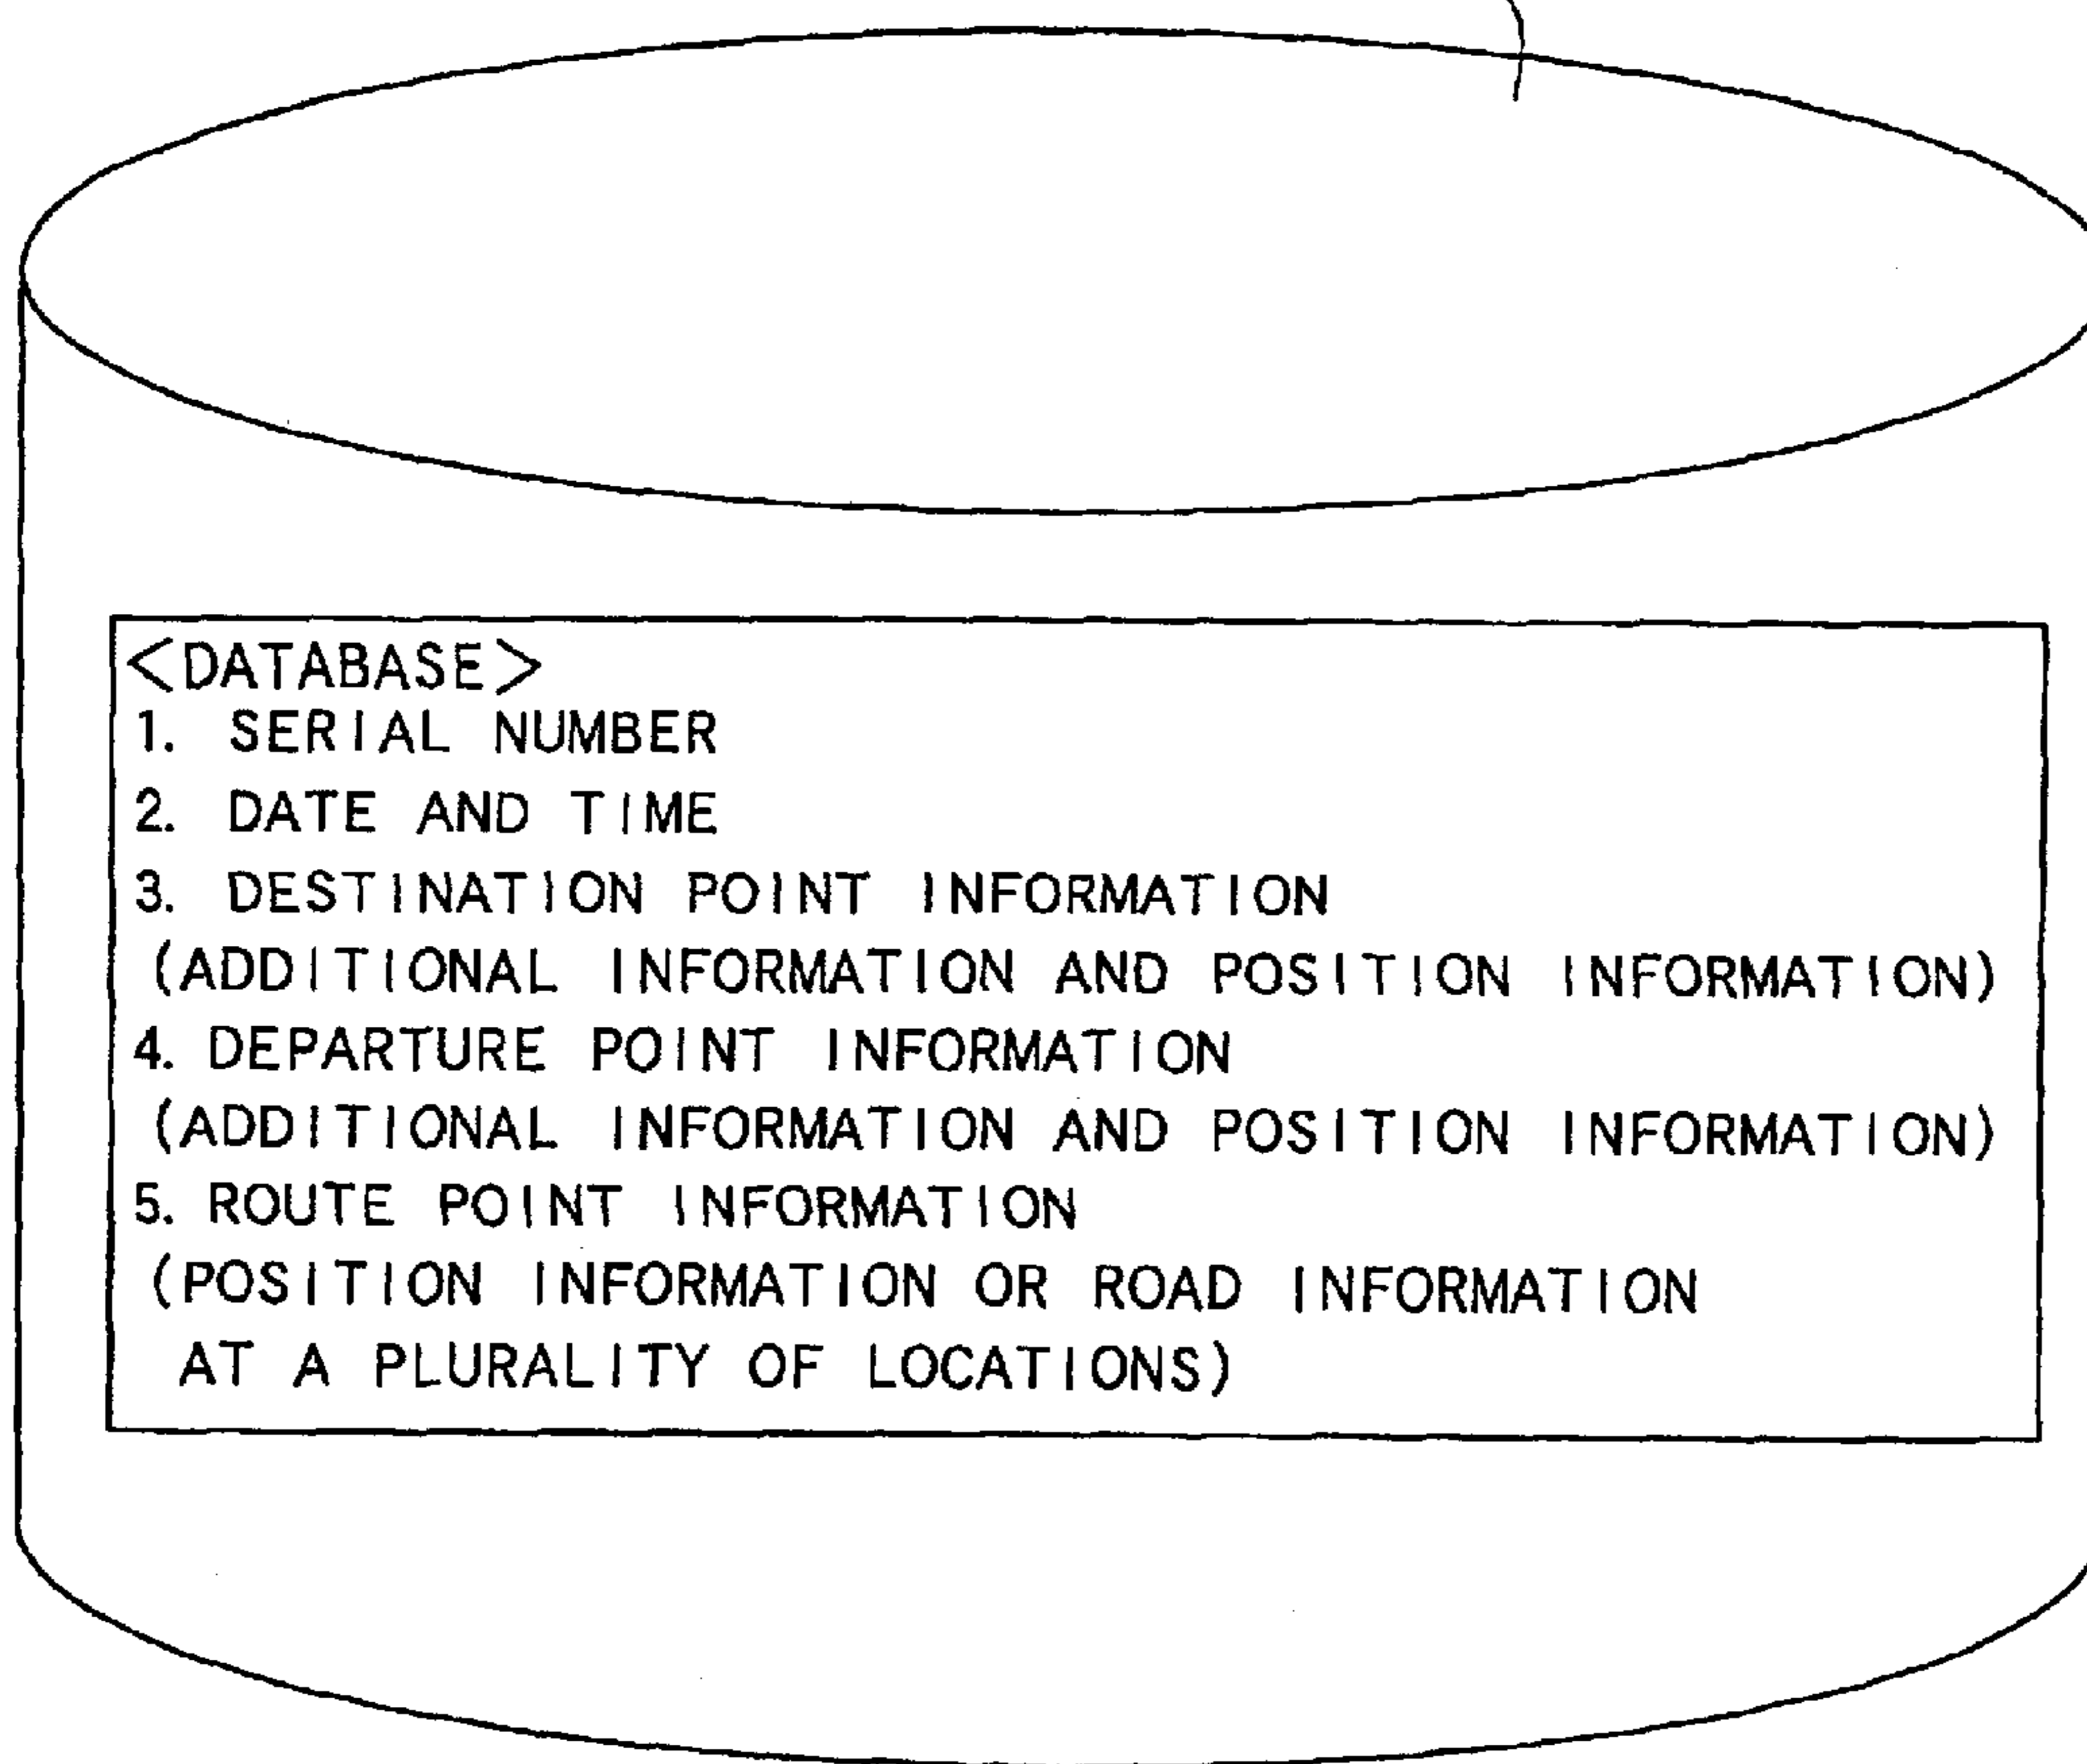 <DATABASE>
1. SERIAL NUMBER
2. DATE AND TIME
3. DESTINATION POINT INFORMATION
(ADDITIONAL INFORMATION AND POSITION INFORMATION)
4. DEPARTURE POINT INFORMATION
(ADDITIONAL INFORMATION AND POSITION INFORMATION)
5. ROUTE POINT INFORMATION
(POSITION INFORMATION OR ROAD INFORMATION
AT A PLURALITY OF LOCATIONS)